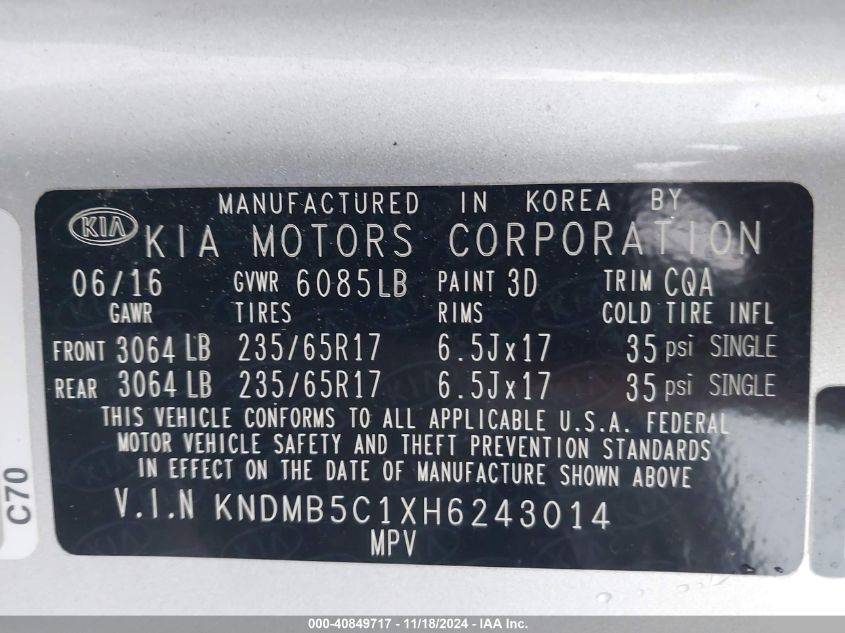 MANUFACTURED IN KOREA BY
KIA KIA MOTORS CORPORATION
06/16 GVWR 6085LB PAINT 3D TRIM CQA
GAWR TIRES RIMS COLD TIRE INFL
FRONT 3064 LB 235/65R17 6.5Jx17 35 psi SINGLE
REAR 3064 LB 235/65R17 6.5Jx17 35 psi SINGLE
THIS VEHICLE CONFORMS TO ALL APPLICABLE U.S.A. FEDERAL
MOTOR VEHICLE SAFETY AND THEFT PREVENTION STANDARDS
IN EFFECT ON THE DATE OF MANUFACTURE SHOWN ABOVE
V.I.N KNDMB5C1XH6243014
MPV
C70
000-40849717 - 11/18/2024 - IAA Inc.